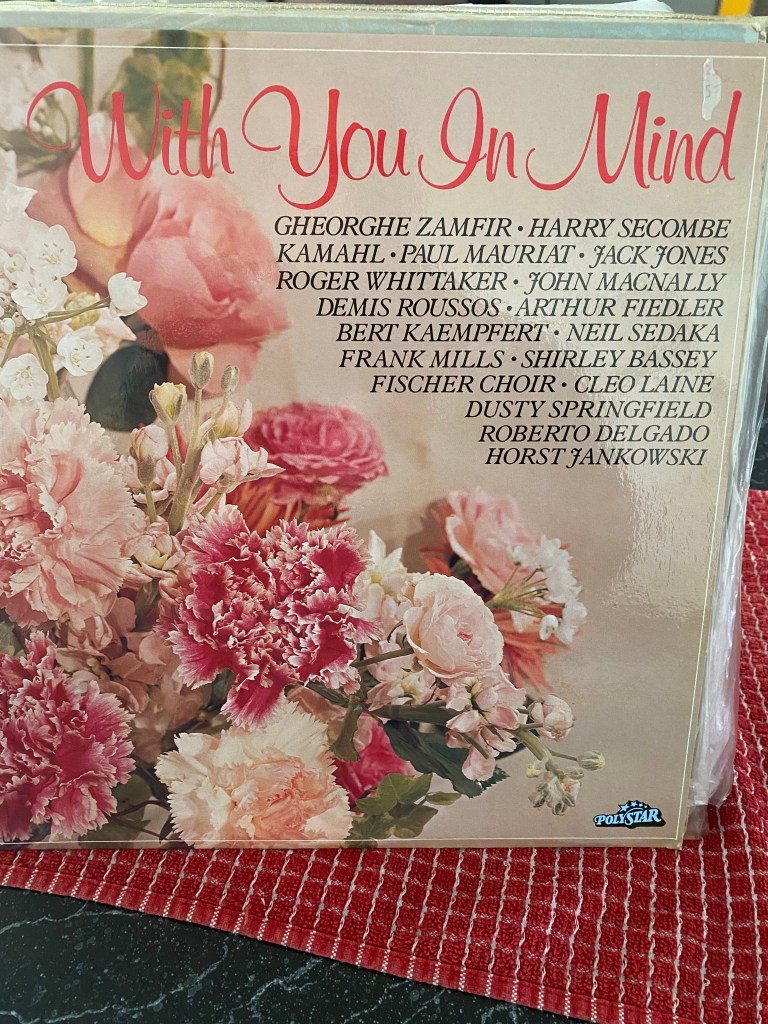 With You In Mind
GHEORGHE ZAMFIR • HARRY SECOMBE
KAMAHL • PAUL MAURIAT • JACK JONES
ROGER WHITTAKER • JOHN MACNALLY
DEMIS ROUSSOS • ARTHUR FIEDLER
BERT KAEMPFERT • NEIL SEDAKA
FRANK MILLS • SHIRLEY BASSEY
FISCHER CHOIR • CLEO LAINE
DUSTY SPRINGFIELD
ROBERTO DELGADO
HORST JANKOWSKI
POLYSTAR